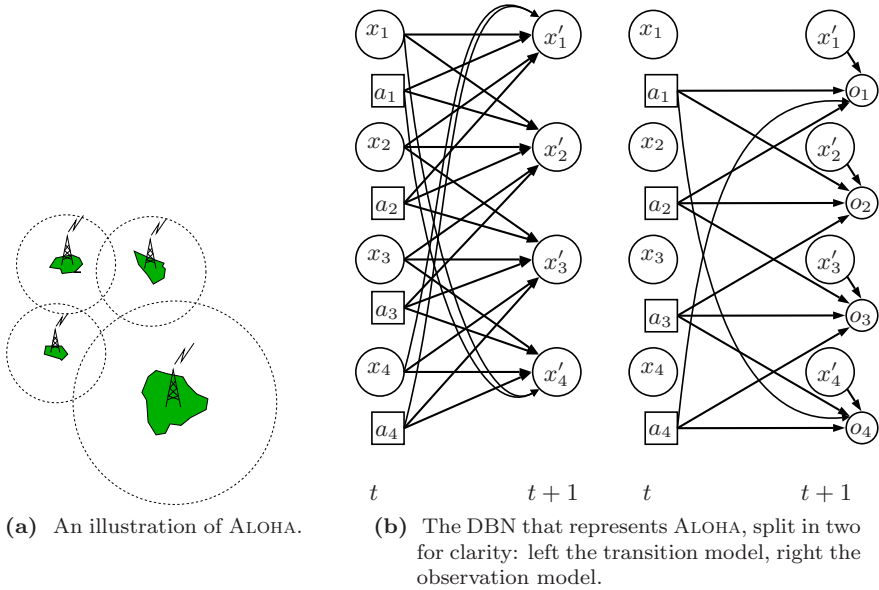 x1 x′1 x1 x′1
a1 a1 o1
x2 x′2 x2 x′2
a2 a2 o2
x3 x′3 x3 x′3
a3 a3 o3
x4 x′4 x4 x′4
a4 a4 o4
t t + 1 t t + 1
(a) An illustration of ALOHA.
(b) The DBN that represents ALOHA, split in two
for clarity: left the transition model, right the
observation model.